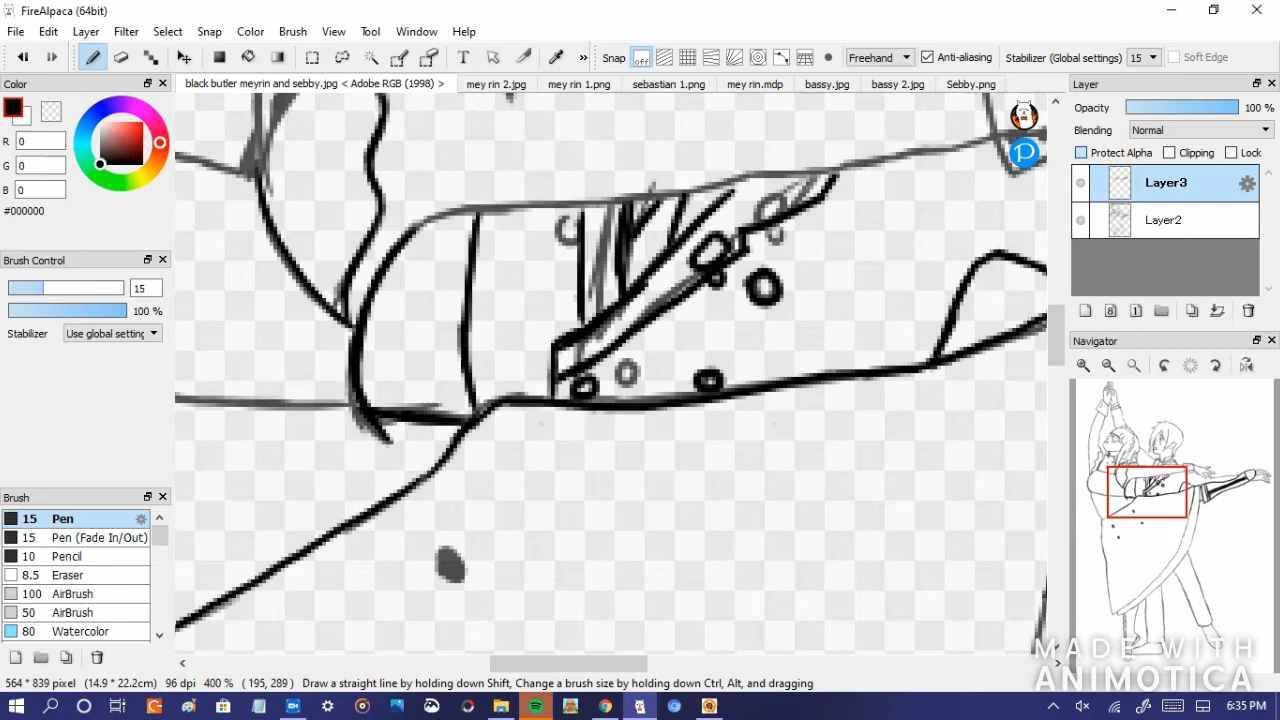 FireAlpaca (64bit)
File Edit Layer Filter Select Snap Color Brush View Tool Window Help
T » Snap off Freehand Anti-aliasing Stabilizer (Global settings) 15 Soft Edge
Color
black butler meyrin and sebby.jpg < Adobe RGB (1998) > mey rin 2.jpg mey rin 1.png sebastian 1.png mey rin.mdp bassy.jpg bassy 2.jpg Sebby.png
Layer
R 0
G 0
B 0
#000000
Opacity 100 %
Blending Normal
Protect Alpha Clipping Lock
Layer3
Layer2
Brush Control
15
100 %
Stabilizer Use global setting
8 1
Navigator
Brush
15 Pen
15 Pen (Fade In/Out)
10 Pencil
8.5 Eraser
100 AirBrush
50 AirBrush
80 Watercolor
MADE WITH
ANIMOTICA
564 * 839 pixel (14.9 * 22.2cm) 96 dpi 400 % (195, 289) Draw a straight line by holding down Shift, Change a brush size by holding down Ctrl, Alt, and dragging
6:35 PM